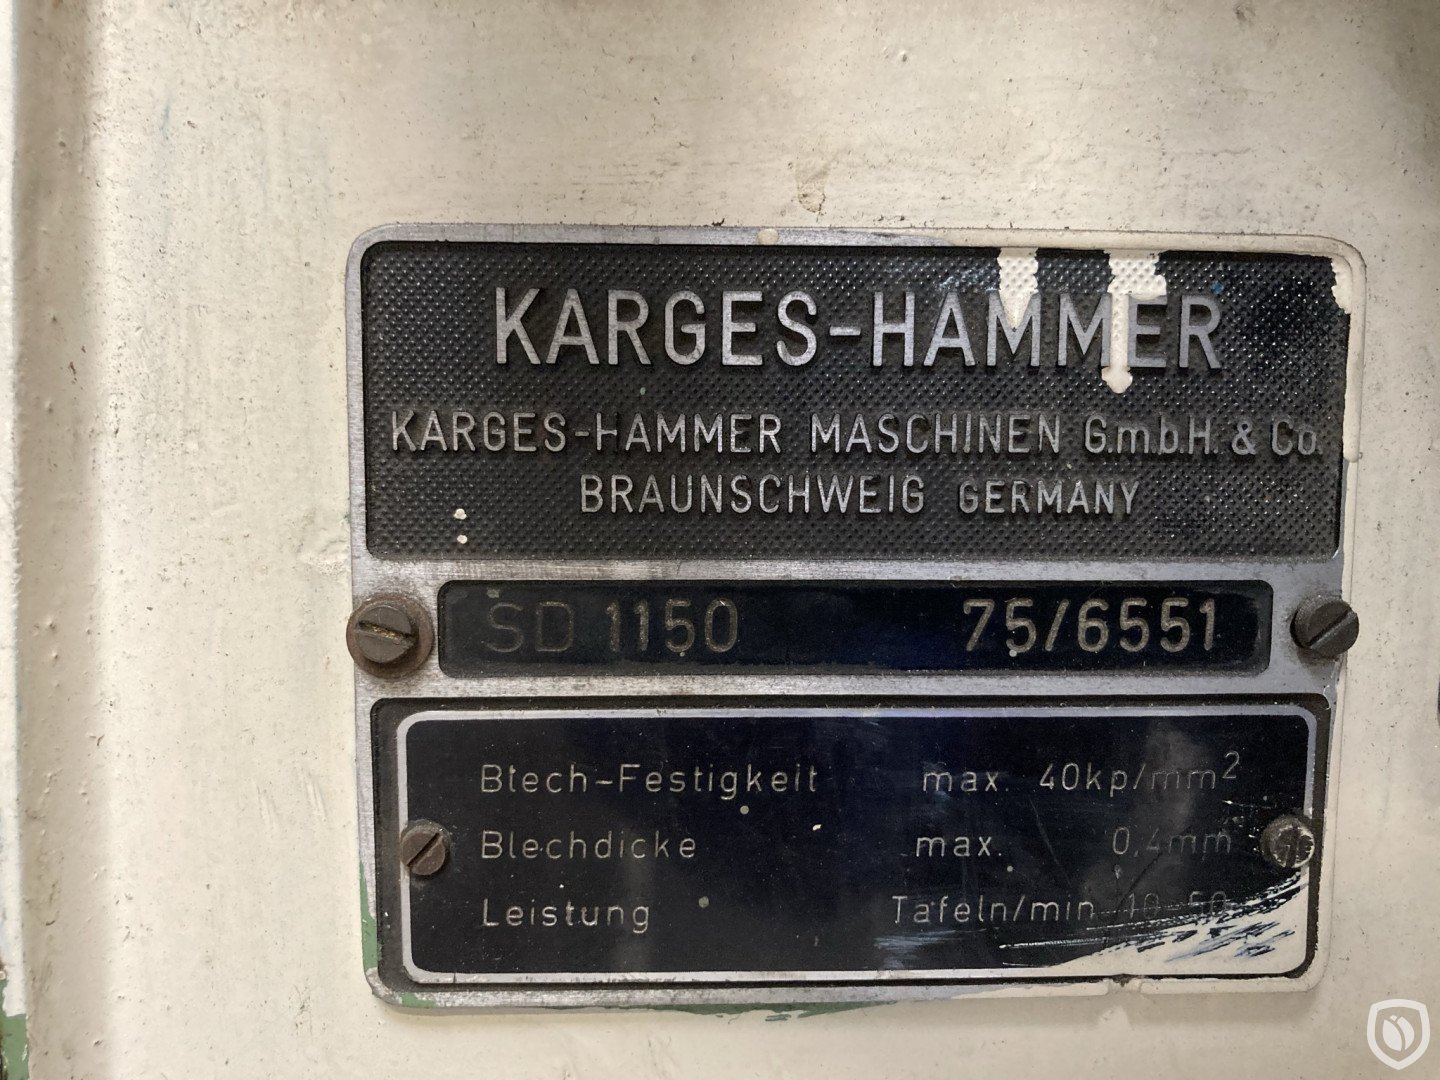 KARGES-HAMMER
KARGES-HAMMER MASCHINEN G.m.b.H. & Co.
BRAUNSCHWEIG GERMANY
SD 1150 75/6551
Blech-Festigkeit max. 40kp/mm²
Blechdicke max. 0,4mm
Leistung Tafeln/min